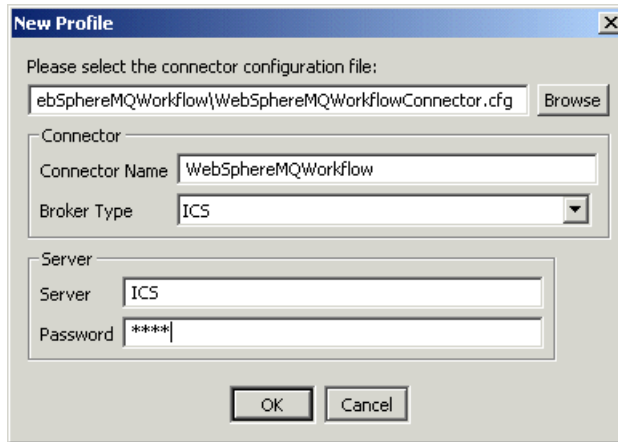 New Profile
Please select the connector configuration file:
ebSphereMQWorkflow\WebSphereMQWorkflowConnector.cfg Browse
Connector
Connector Name WebSphereMQWorkflow
Broker Type ICS
Server
Server ICS
Password ****
OK Cancel